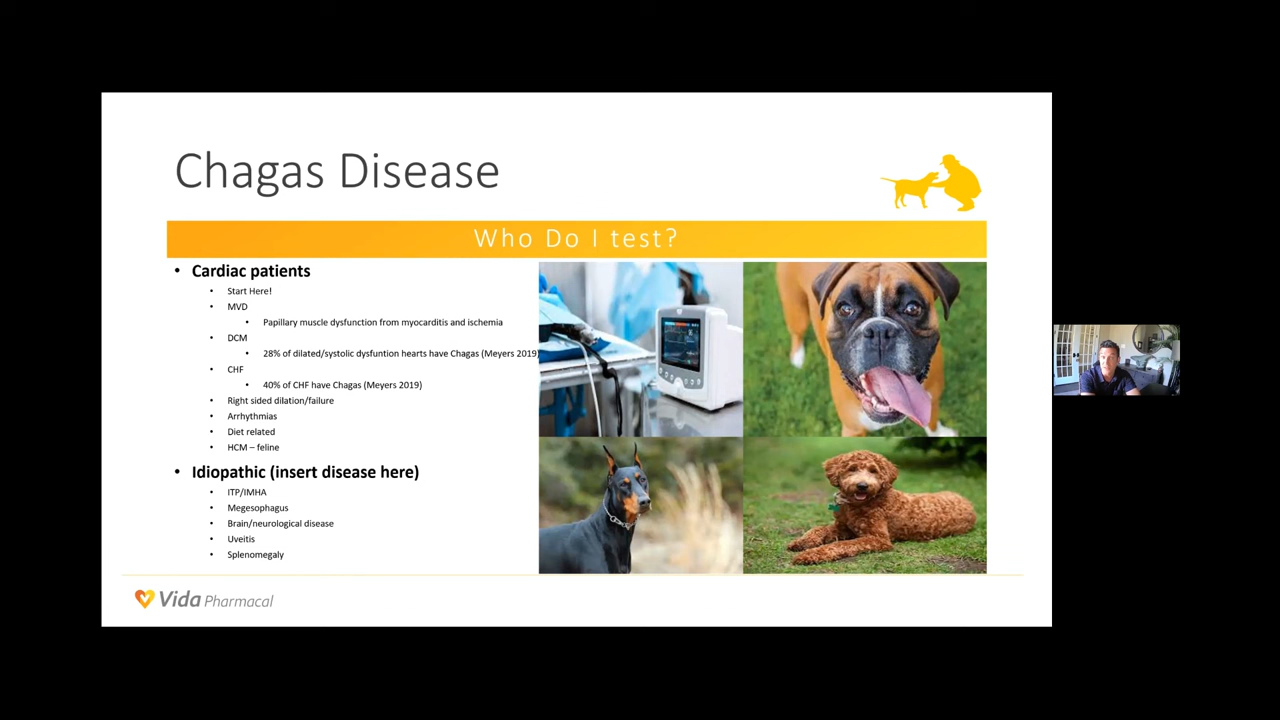 Chagas Disease
Who Do I test?
• Cardiac patients
• Start Here!
• MVD
• Papillary muscle dysfunction from myocarditis and ischemia
• DCM
• 28% of dilated/systolic dysfuntion hearts have Chagas (Meyers 2019)
• CHF
• 40% of CHF have Chagas (Meyers 2019)
• Right sided dilation/failure
• Arrhythmias
• Diet related
• HCM – feline
• Idiopathic (insert disease here)
• ITP/IMHA
• Megesophagus
• Brain/neurological disease
• Uveitis
• Splenomegaly
Vida Pharmacal